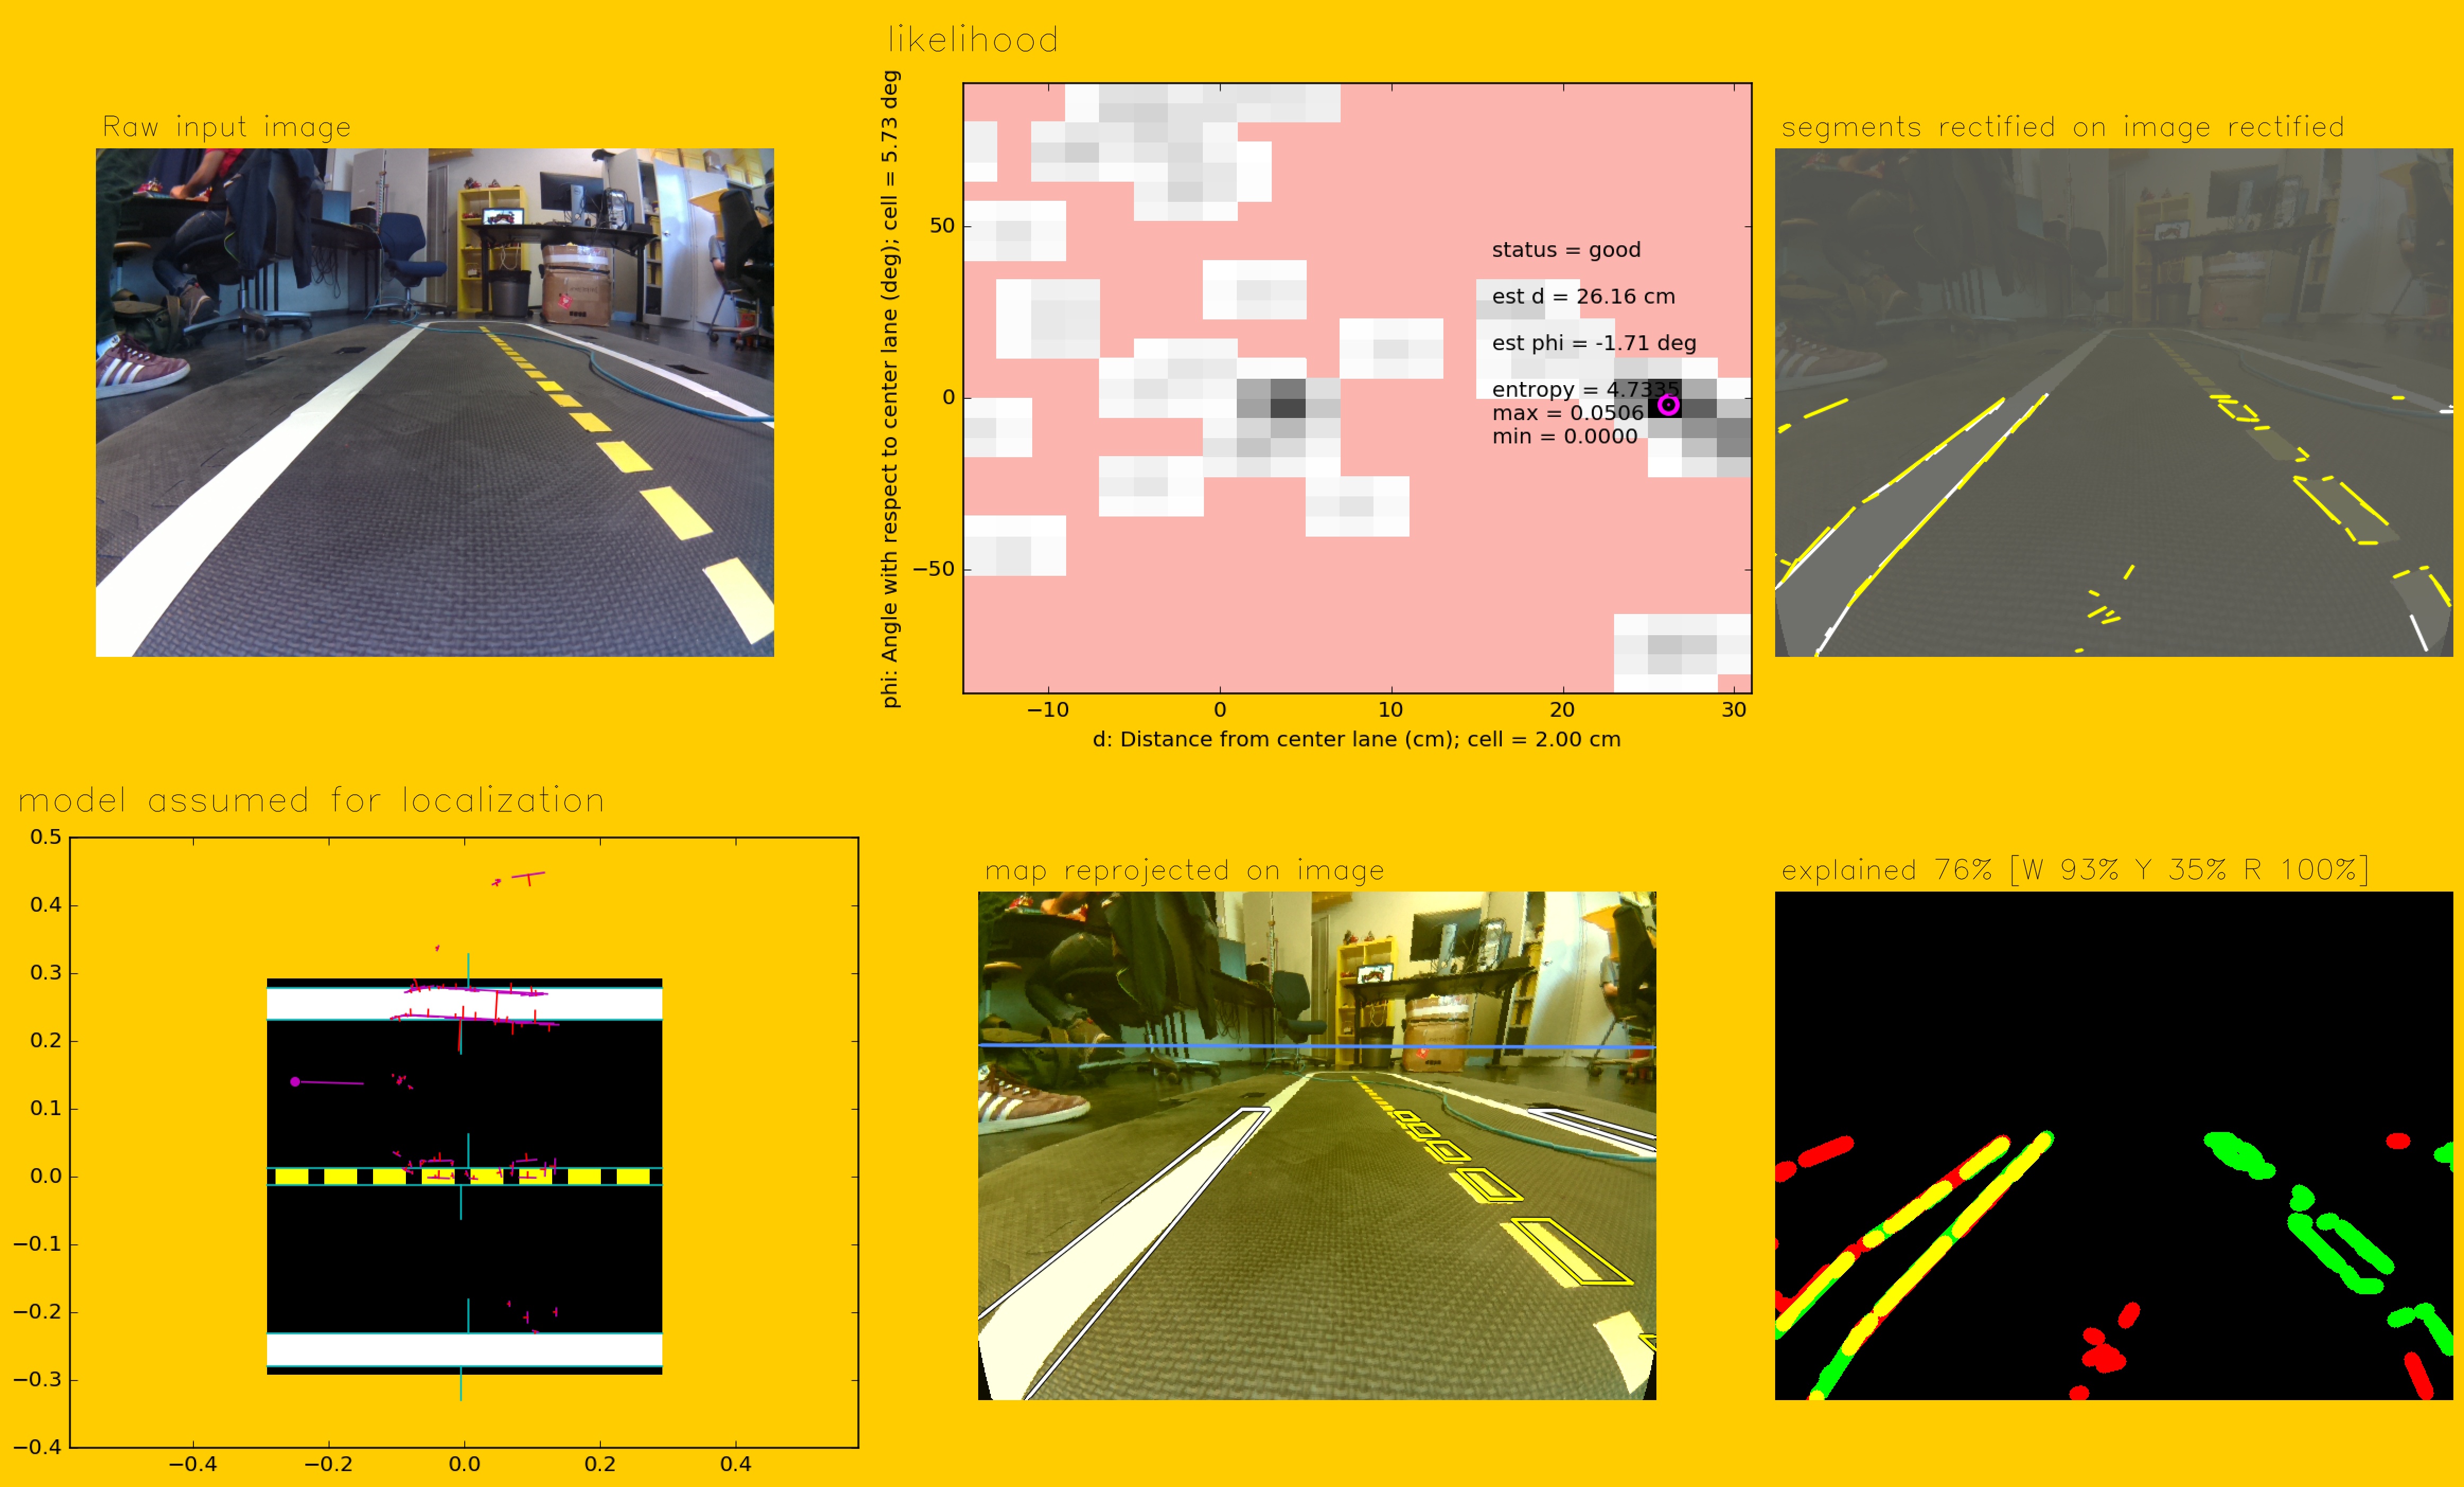 likelihood
Raw input image
segments rectified on image rectified
phi: Angle with respect to center lane (deg); cell = 5.73 deg
50
0
−50
status = good
est d = 26.16 cm
est phi = -1.71 deg
entropy = 4.7335
max = 0.0506
min = 0.0000
−10
0
10
20
30
d: Distance from center lane (cm); cell = 2.00 cm
model assumed for localization
0.5
0.4
0.3
0.2
0.1
0.0
−0.1
−0.2
−0.3
−0.4
−0.4
−0.2
0.0
0.2
0.4
map reprojected on image
explained 76% [W 93% Y 35% R 100%]